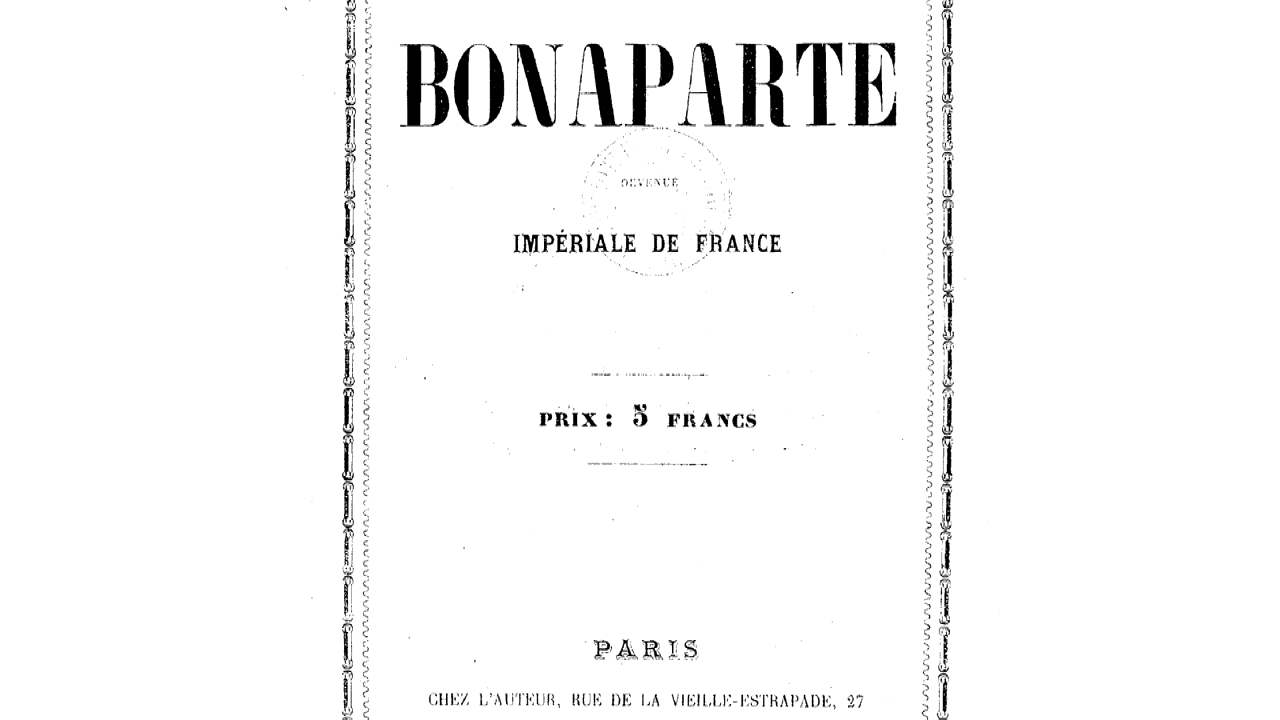 BONAPARTE
DEVENUE
IMPÉRIALE DE FRANCE
PRIX : 5 FRANCS
PARIS
CHEZ L'AUTEUR, RUE DE LA VIEILLE-ESTRAPADE, 27